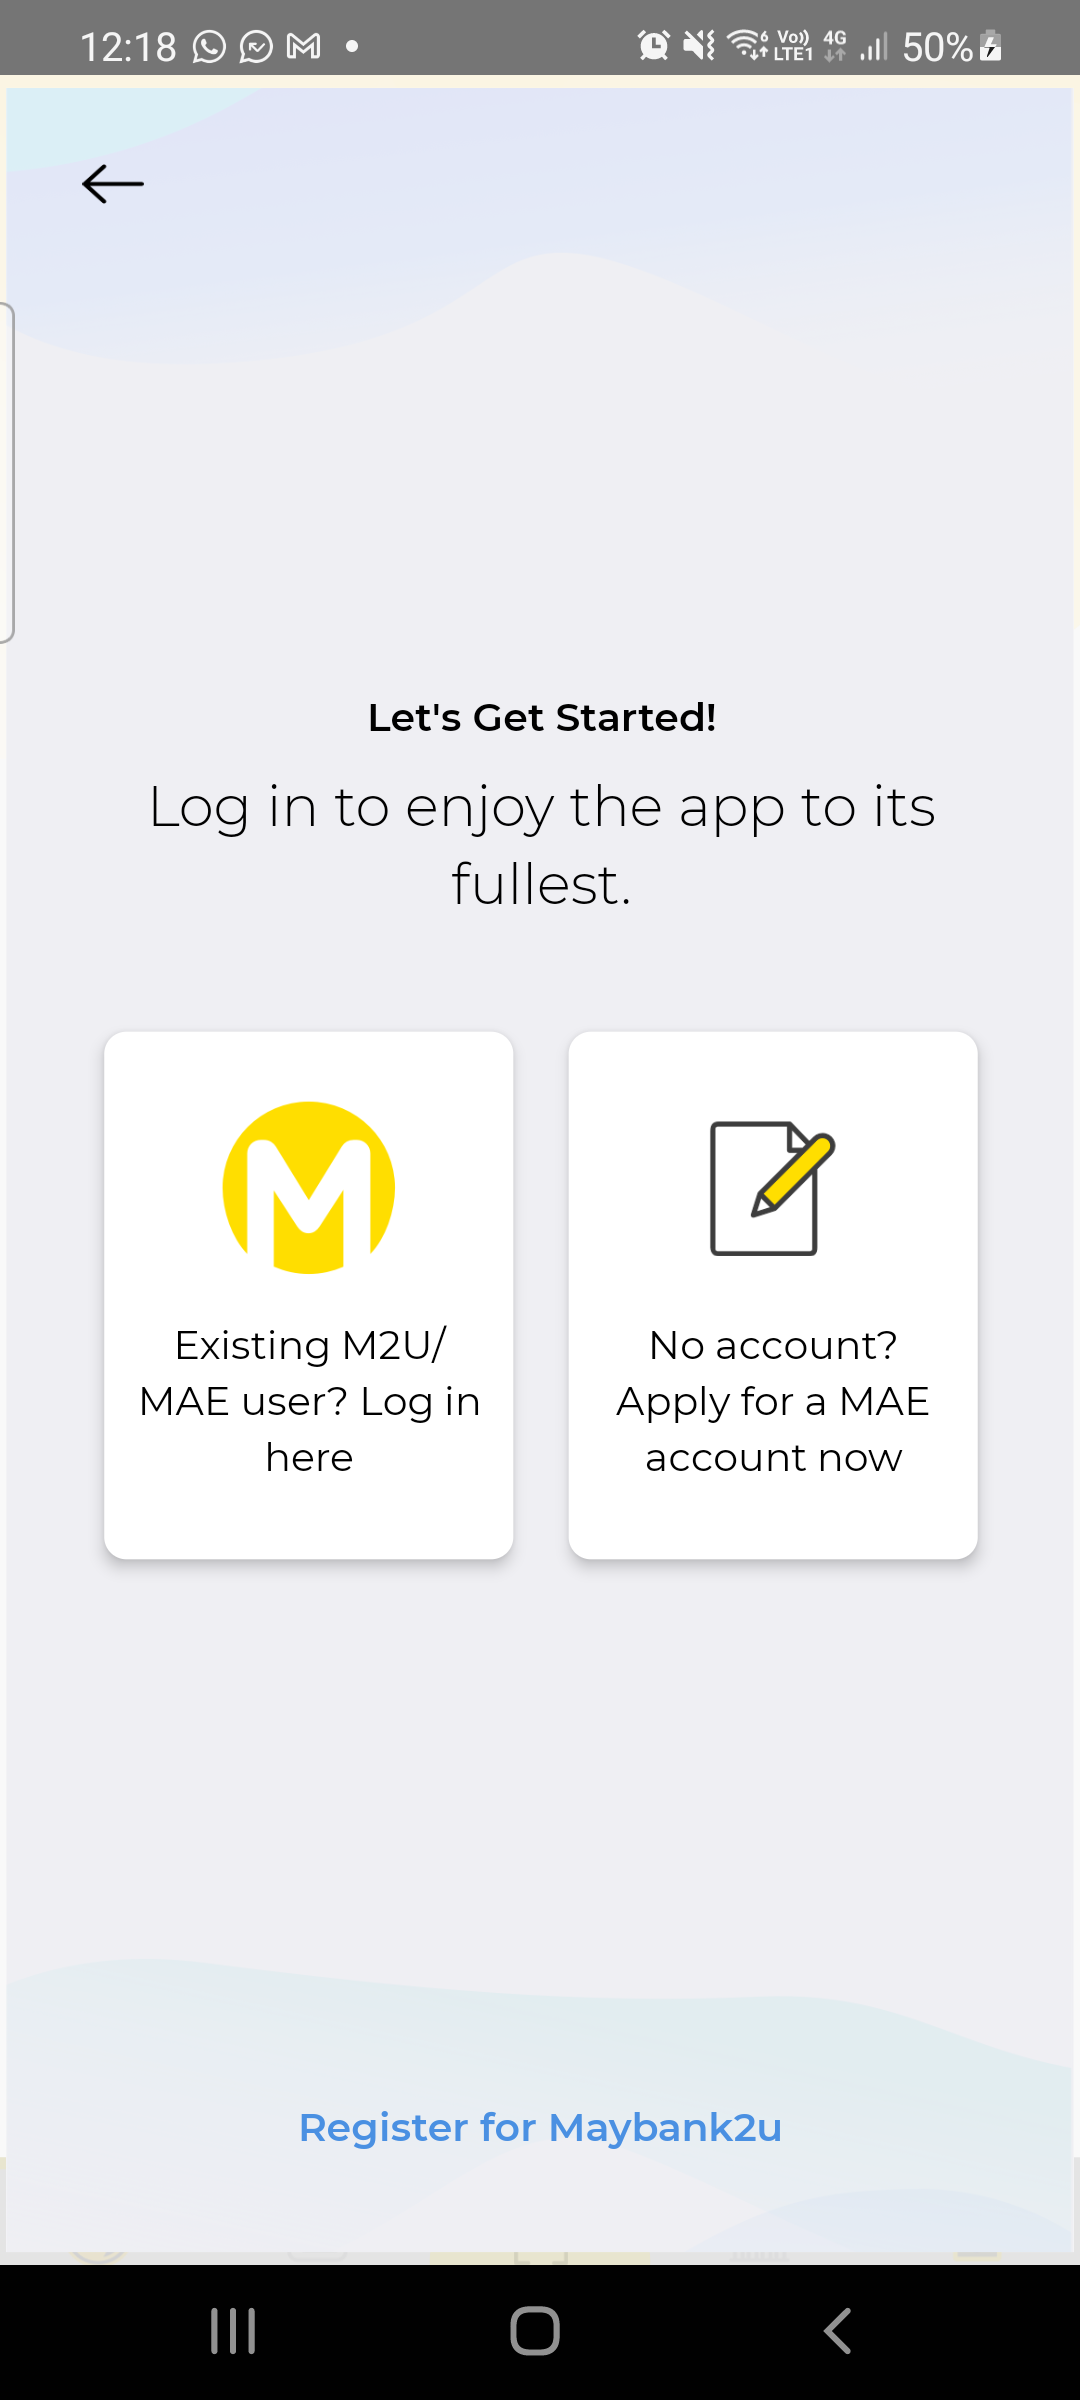 12:18
6 Vo)) 4G 50%
LTE1
Let's Get Started!
Log in to enjoy the app to its
fullest.
Existing M2U/
MAE user? Log in
here
No account?
Apply for a MAE
account now
Register for Maybank2u